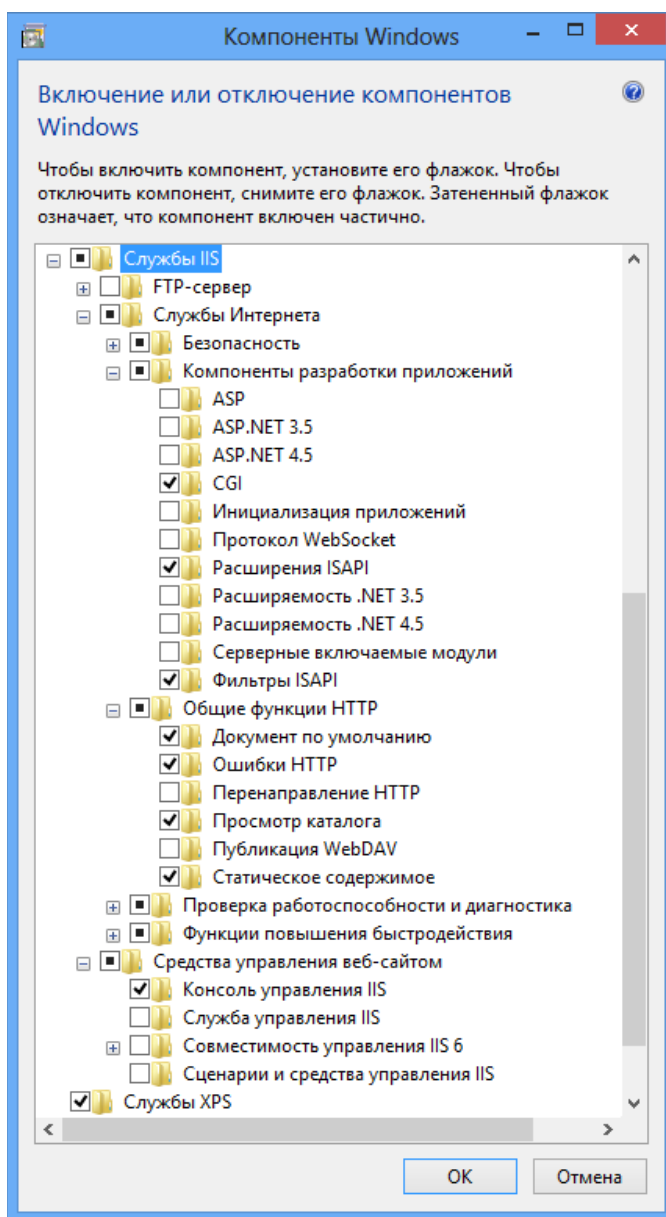 Компоненты Windows
Включение или отключение компонентов
Windows
Чтобы включить компонент, установите его флажок. Чтобы
отключить компонент, снимите его флажок. Затененный флажок
означает, что компонент включен частично.
Службы IIS
FTP-сервер
Службы Интернета
Безопасность
Компоненты разработки приложений
ASP
ASP.NET 3.5
ASP.NET 4.5
CGI
Инициализация приложений
Протокол WebSocket
Расширения ISAPI
Расширяемость .NET 3.5
Расширяемость .NET 4.5
Серверные включаемые модули
Фильтры ISAPI
Общие функции HTTP
Документ по умолчанию
Ошибки HTTP
Перенаправление HTTP
Просмотр каталога
Публикация WebDAV
Статическое содержимое
Проверка работоспособности и диагностика
Функции повышения быстродействия
Средства управления веб-сайтом
Консоль управления IIS
Служба управления IIS
Совместимость управления IIS 6
Сценарии и средства управления IIS
Службы XPS
ОК Отмена